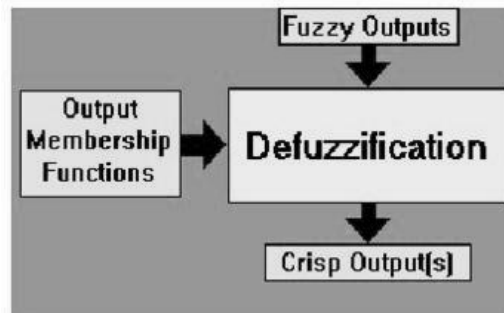 Fuzzy Outputs
Output
Membership
Functions
Defuzzification
Crisp Output(s)